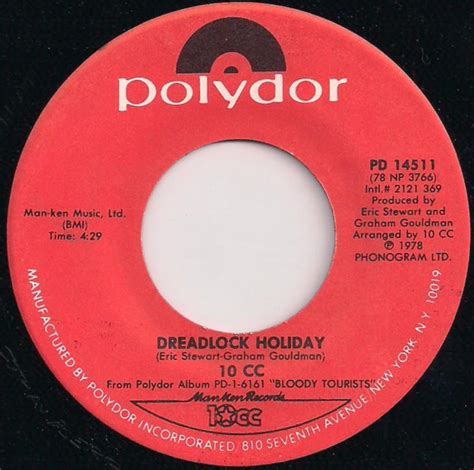 polydor
PD 14511
(78 NP 3766)
Intl.# 2121 369
Produced by
Eric Stewart and
Graham Gouldman
Arranged by 10 CC
℗ 1978
PHONOGRAM LTD.
Man-ken Music, Ltd.
(BMI)
Time: 4:29
DREADLOCK HOLIDAY
(Eric Stewart-Graham Gouldman)
10 CC
From Polydor Album PD-1-6161 "BLOODY TOURISTS"
ManKen Records
10cc
MANUFACTURED BY POLYDOR INCORPORATED, 810 SEVENTH AVENUE, NEW YORK, N.Y. 10019